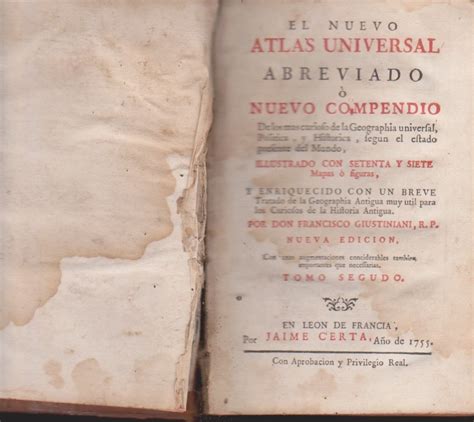 EL NUEVO
ATLAS UNIVERSAL
ABREVIADO
ò
NUEVO COMPENDIO
De los mas curioso de la Geographia universal,
Politica, y Historica, segun el estado
presente del Mundo,
ILLUSTRADO CON SETENTA Y SIETE
Mapas ò figuras,
Y ENRIQUECIDO CON UN BREVE
Tratado de la Geographia Antigua muy util para
los Curiosos de la Historia Antigua.
POR DON FRANCISCO GIUSTINIANI, R. P.
NUEVA EDICION,
Con unas augmentaciones considerables tambien
importantes que necessarias.
TOMO SEGUDO.
EN LEON DE FRANCIA,
Por JAIME CERTA, Año de 1755.
Con Aprobacion y Privilegio Real.